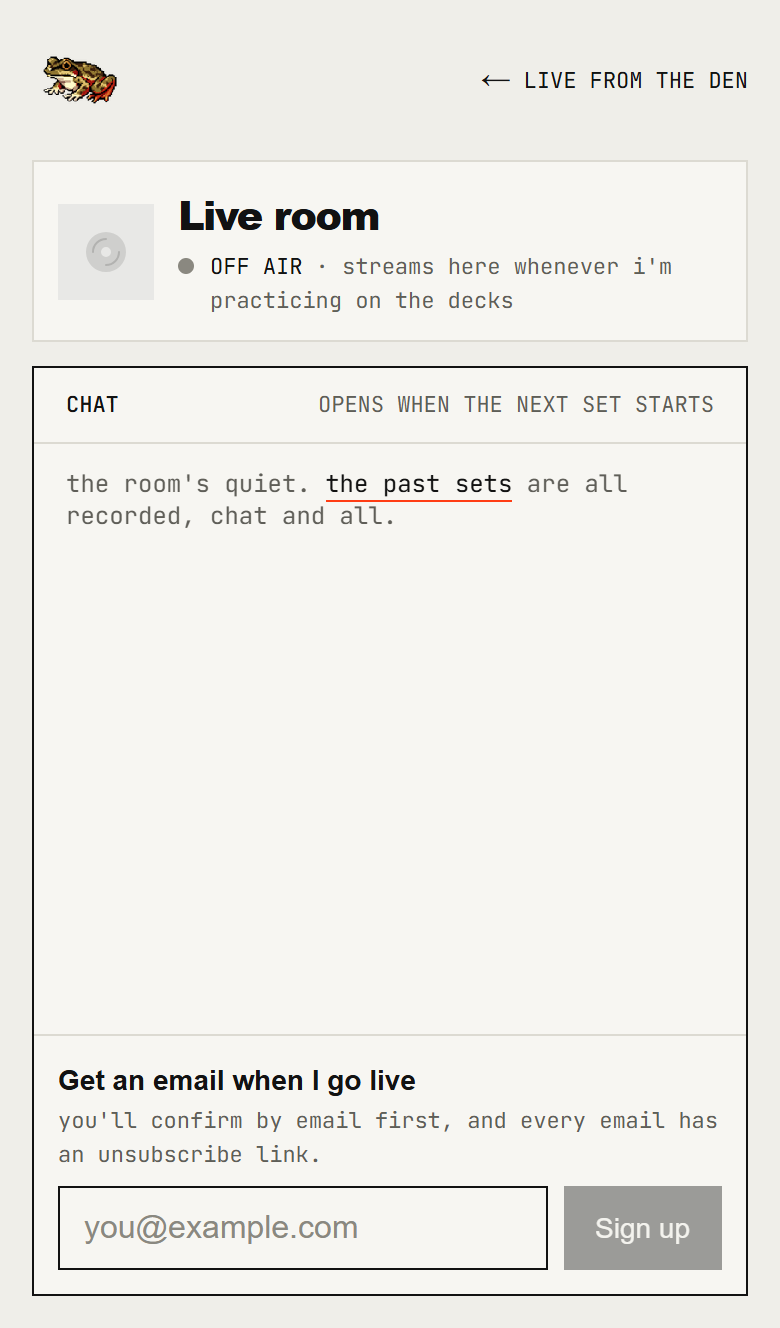 ← LIVE FROM THE DEN
Live room
OFF AIR · streams here whenever i'm
practicing on the decks
CHAT
OPENS WHEN THE NEXT SET STARTS
the room's quiet. the past sets are all
recorded, chat and all.
Get an email when I go live
you'll confirm by email first, and every email has
an unsubscribe link.
you@example.com
Sign up